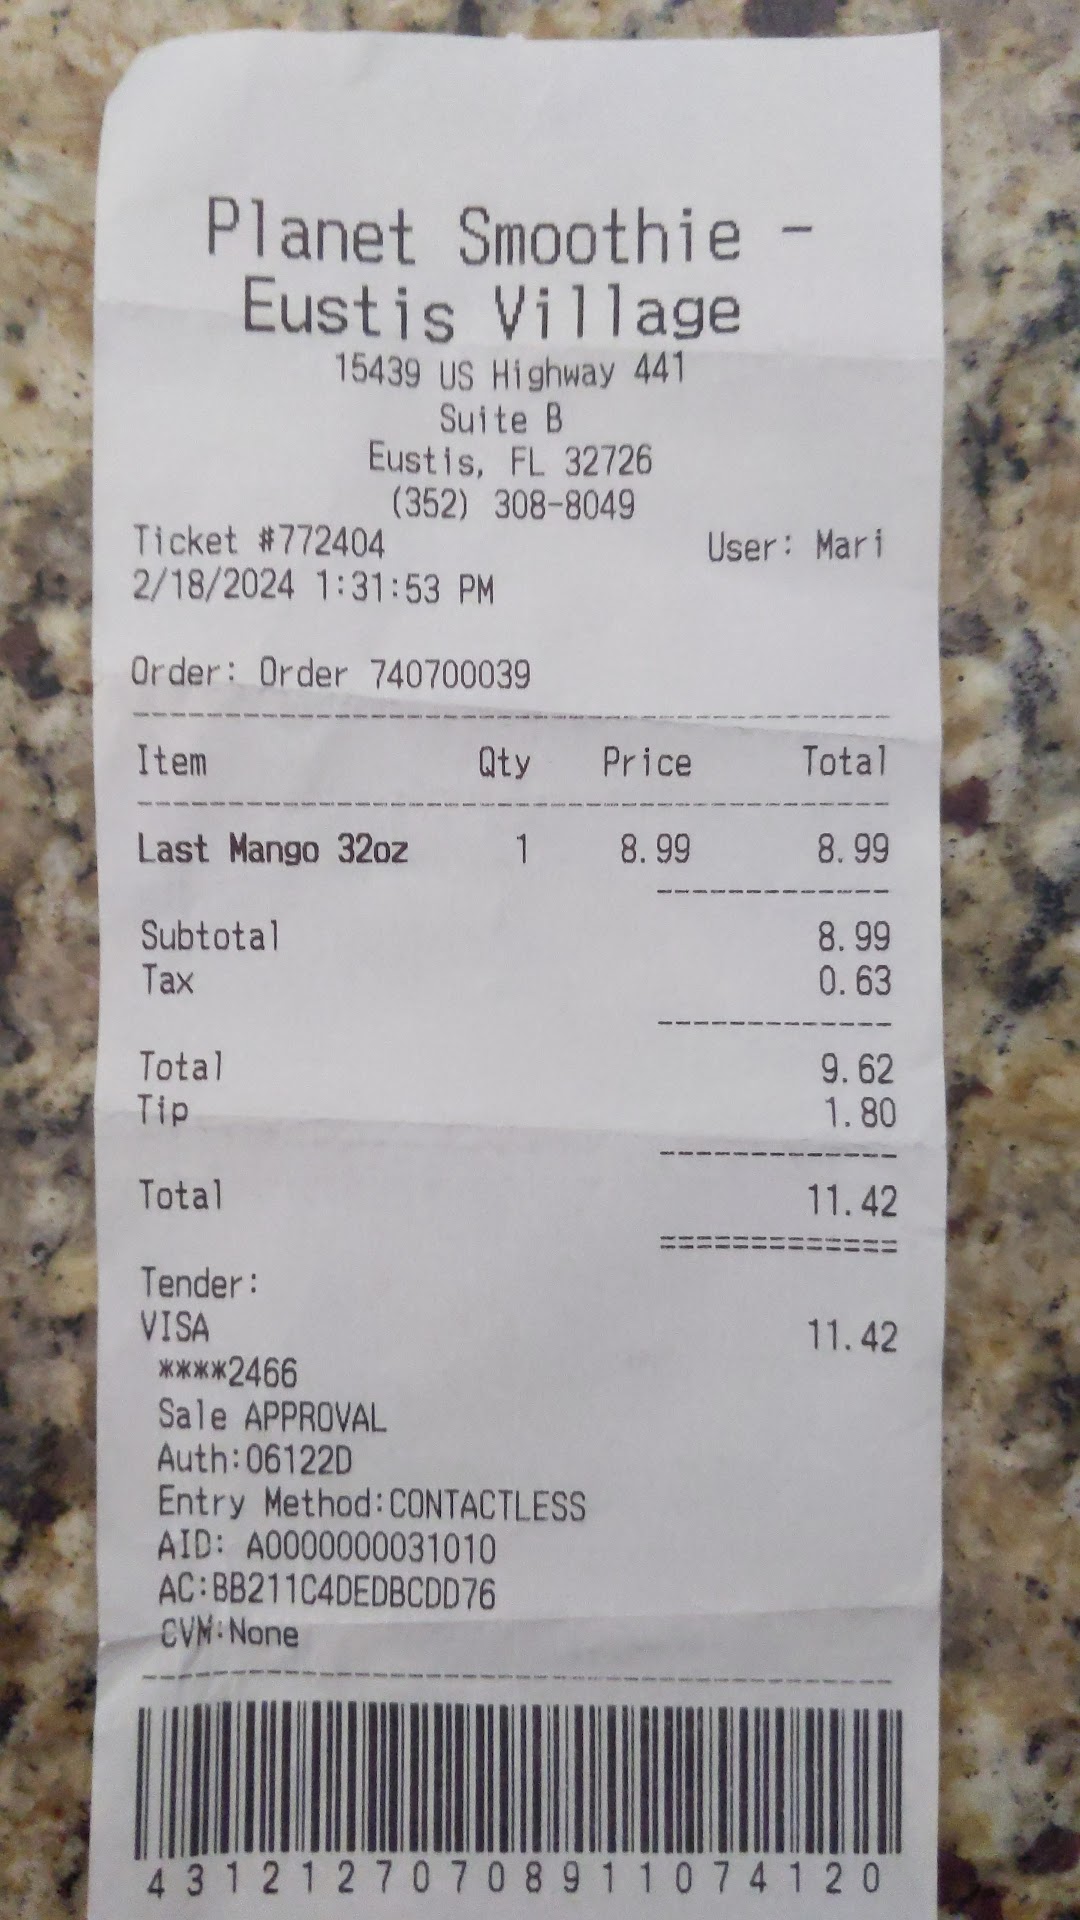 Planet Smoothie -
Eustis Village
15439 US Highway 441
Suite B
Eustis, FL 32726
(352) 308-8049
Ticket #772404 User: Mari
2/18/2024 1:31:53 PM
Order: Order 740700039
Item Qty Price Total
Last Mango 32oz 1 8.99 8.99
Subtotal 8.99
Tax 0.63
Total 9.62
Tip 1.80
Total 11.42
Tender:
VISA 11.42
****2466
Sale APPROVAL
Auth:06122D
Entry Method:CONTACTLESS
AID: A0000000031010
AC:BB211C4DEDBCDD76
CVM:None
4312127070891107 4120